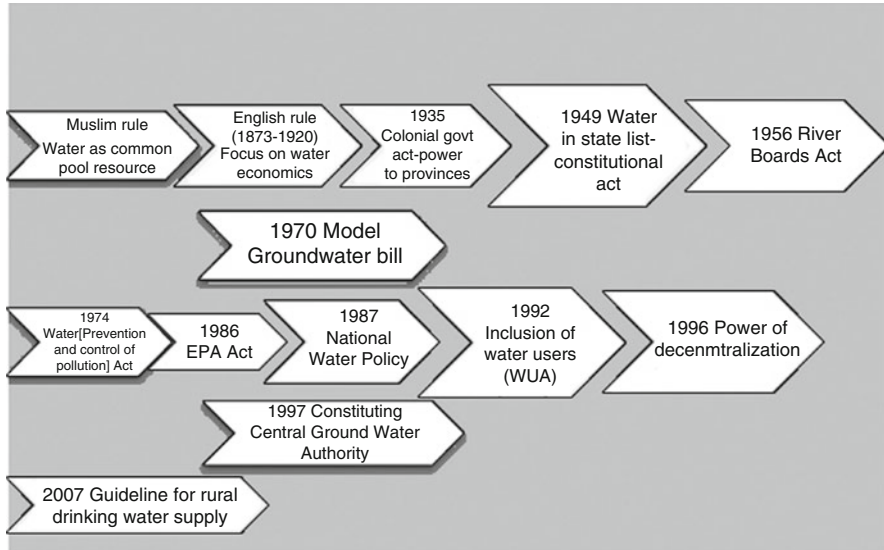 Muslim rule
Water as common
pool resource
English rule
(1873-1920)
Focus on water
economics
1935
Colonial govt
act-power
to provinces
1949 Water
in state list-
constitutional
act
1956 River
Boards Act
1970 Model
Groundwater bill
1974
Water[Prevention
and control of
pollution] Act
1986
EPA Act
1987
National
Water Policy
1992
Inclusion of
water users
(WUA)
1996 Power of
decenmtralization
1997 Constituting
Central Ground Water
Authority
2007 Guideline for rural
drinking water supply